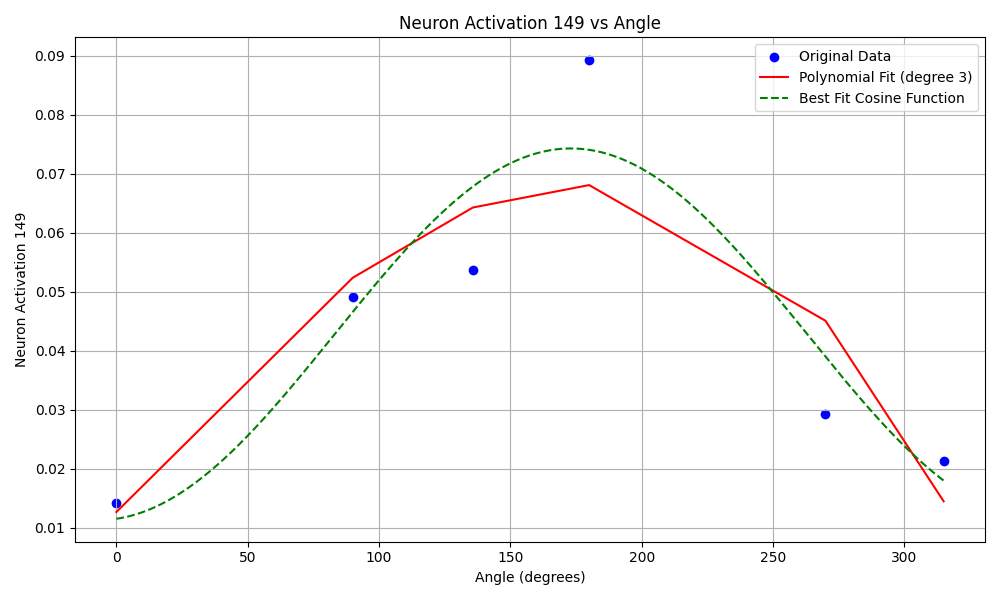 Neuron Activation 149 vs Angle
Original Data
Polynomial Fit (degree 3)
Best Fit Cosine Function
Neuron Activation 149
0.09
0.08
0.07
0.06
0.05
0.04
0.03
0.02
0.01
0 50 100 150 200 250 300
Angle (degrees)